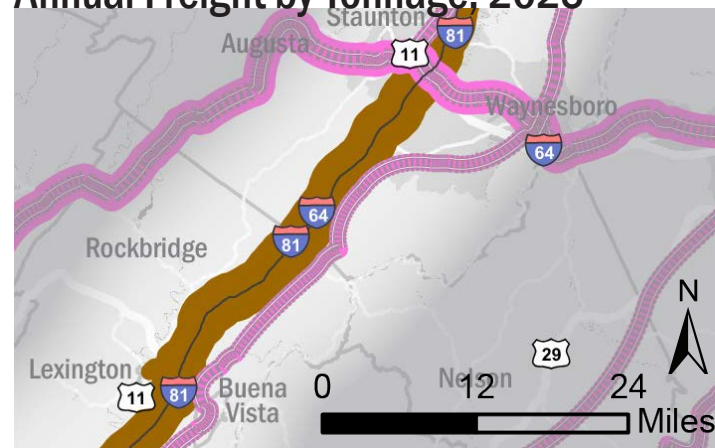 Annual Freight by Tonnage, 2023
Staunton
81
Augusta
11
Waynesboro
64
64
81
Rockbridge
N
29
Lexington
11
81
Buena
Vista
Nelson
0 12 24
Miles